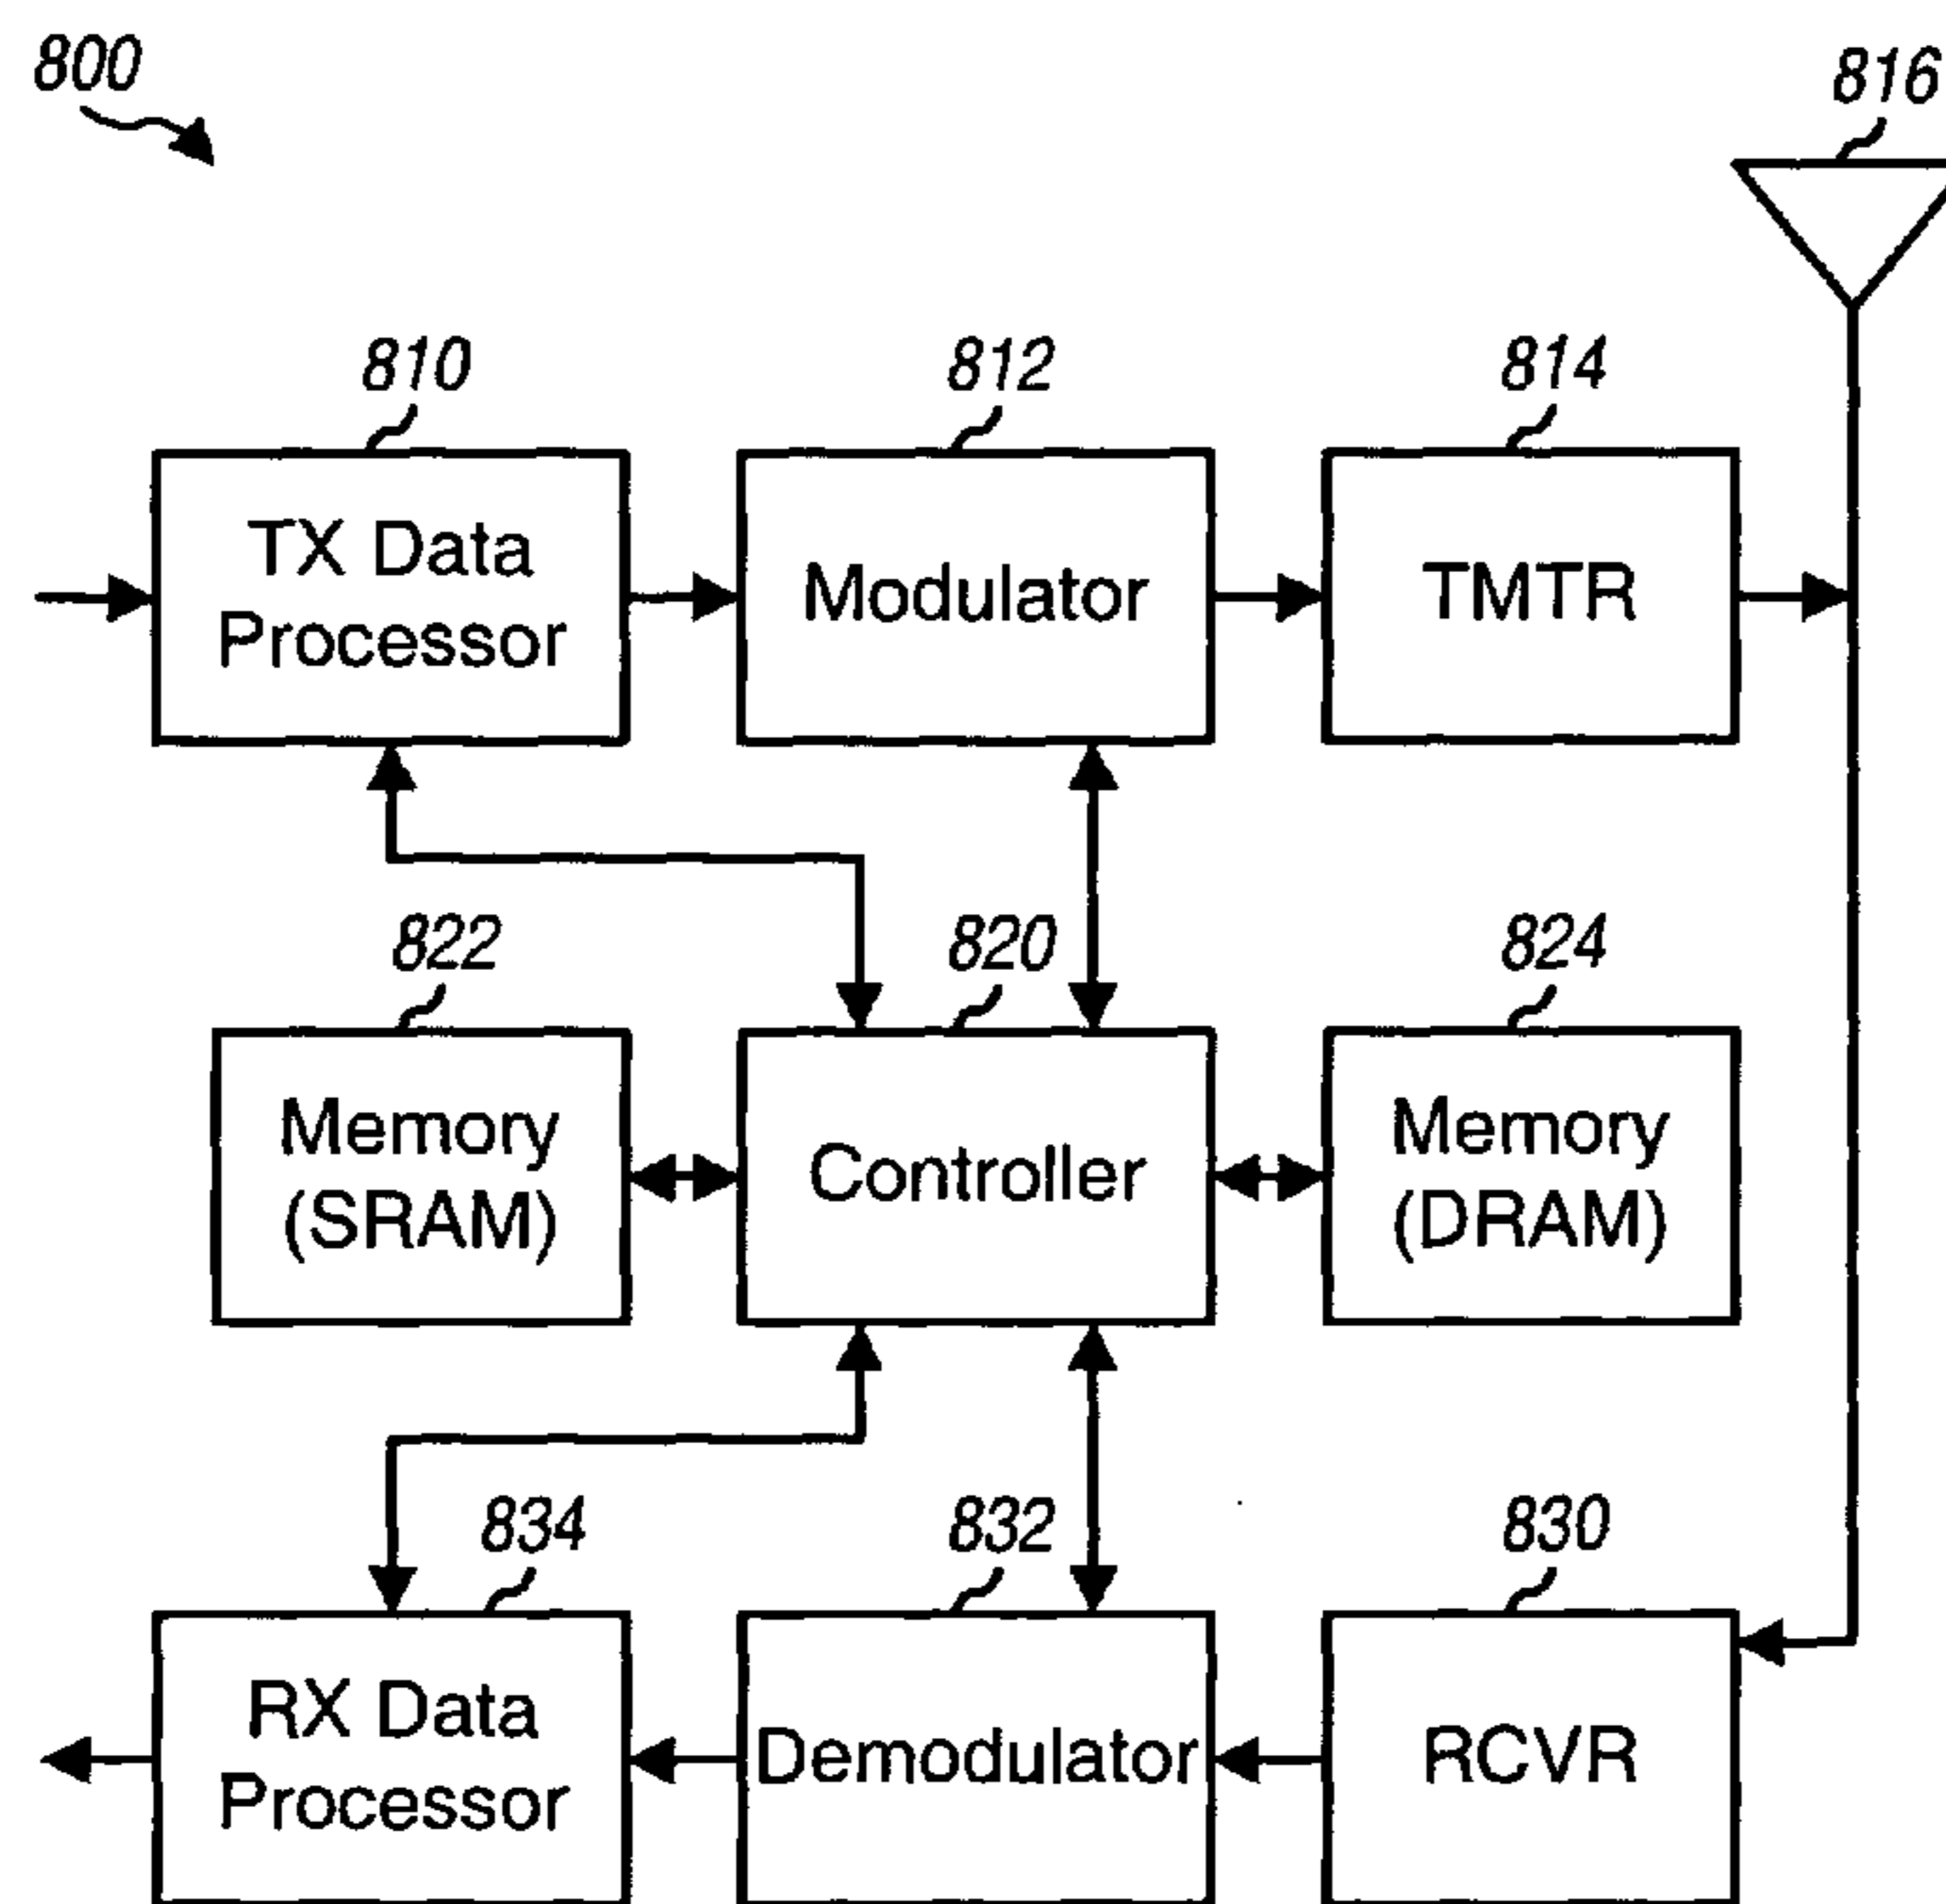 800
816
810
812
814
TX Data
Processor
Modulator
TMTR
822
820
824
Memory
(SRAM)
Controller
Memory
(DRAM)
834
832
830
RX Data
Processor
Demodulator
RCVR